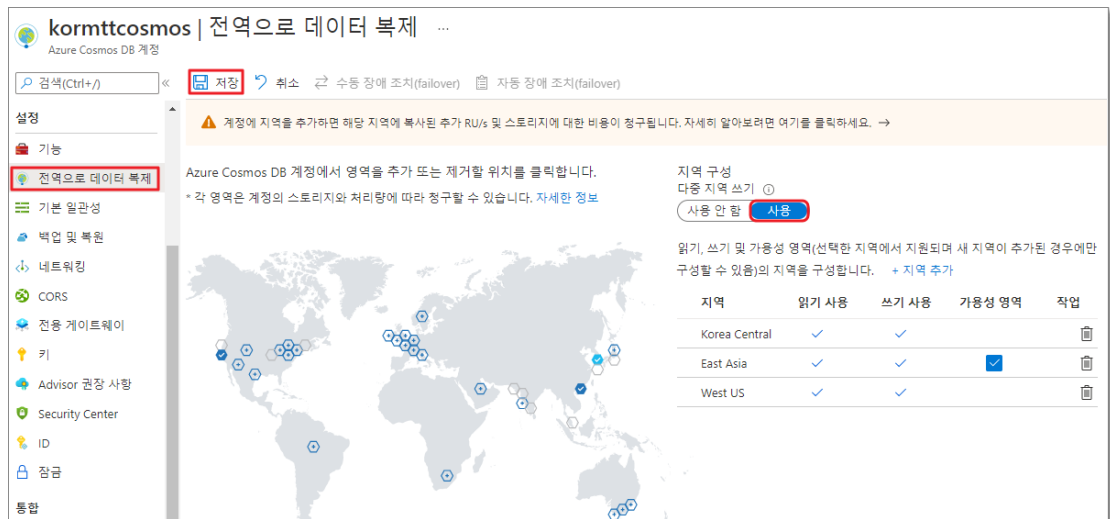 kormttcosmos | 전역으로 데이터 복제 ...
Azure Cosmos DB 계정
검색(Ctrl+/)
«
저장
취소
수동 장애 조치(failover)
자동 장애 조치(failover)
설정
기능
전역으로 데이터 복제
기본 일관성
백업 및 복원
네트워킹
CORS
전용 게이트웨이
키
Advisor 권장 사항
Security Center
ID
잠금
통합
계정에 지역을 추가하면 해당 지역에 복사된 추가 RU/s 및 스토리지에 대한 비용이 청구됩니다. 자세히 알아보려면 여기를 클릭하세요. →
Azure Cosmos DB 계정에서 영역을 추가 또는 제거할 위치를 클릭합니다.
* 각 영역은 계정의 스토리지와 처리량에 따라 청구할 수 있습니다. 자세한 정보
지역 구성
다중 지역 쓰기
사용 안 함 사용
읽기, 쓰기 및 가용성 영역(선택한 지역에서 지원되며 새 지역이 추가된 경우에만
구성할 수 있음)의 지역을 구성합니다. + 지역 추가
지역 읽기 사용 쓰기 사용 가용성 영역 작업
Korea Central
East Asia
West US